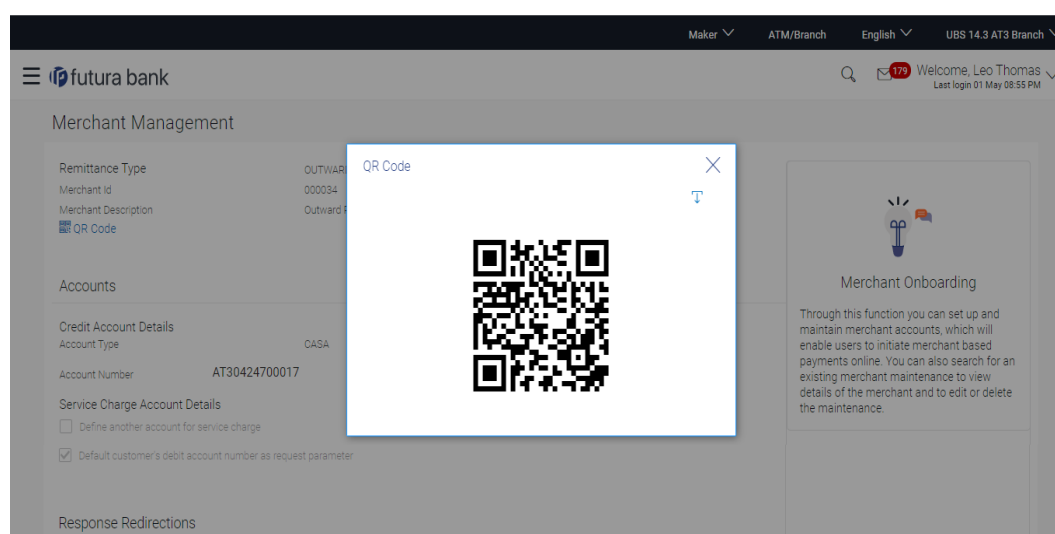 Maker ATM/Branch English UBS 14.3 AT3 Branch
futura bank 179 Welcome, Leo Thomas
Last login 01 May 08:55 PM
Merchant Management
Remittance Type OUTWAR
Merchant Id 000034
Merchant Description Outward
QR Code
Accounts
Credit Account Details
Account Type CASA
Account Number AT30424700017
Service Charge Account Details
Define another account for service charge
Default customer's debit account number as request parameter
Response Redirections
QR Code
Merchant Onboarding
Through this function you can set up and
maintain merchant accounts, which will
enable users to initiate merchant based
payments online. You can also search for an
existing merchant maintenance to view
details of the merchant and to edit or delete
the maintenance.